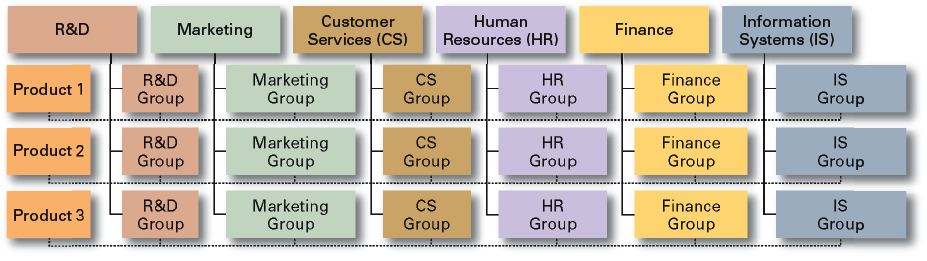 R&D
Marketing
Customer
Services (CS)
Human
Resources (HR)
Finance
Information
Systems (IS)
Product 1
R&D
Group
Marketing
Group
CS
Group
HR
Group
Finance
Group
IS
Group
Product 2
R&D
Group
Marketing
Group
CS
Group
HR
Group
Finance
Group
IS
Group
Product 3
R&D
Group
Marketing
Group
CS
Group
HR
Group
Finance
Group
IS
Group